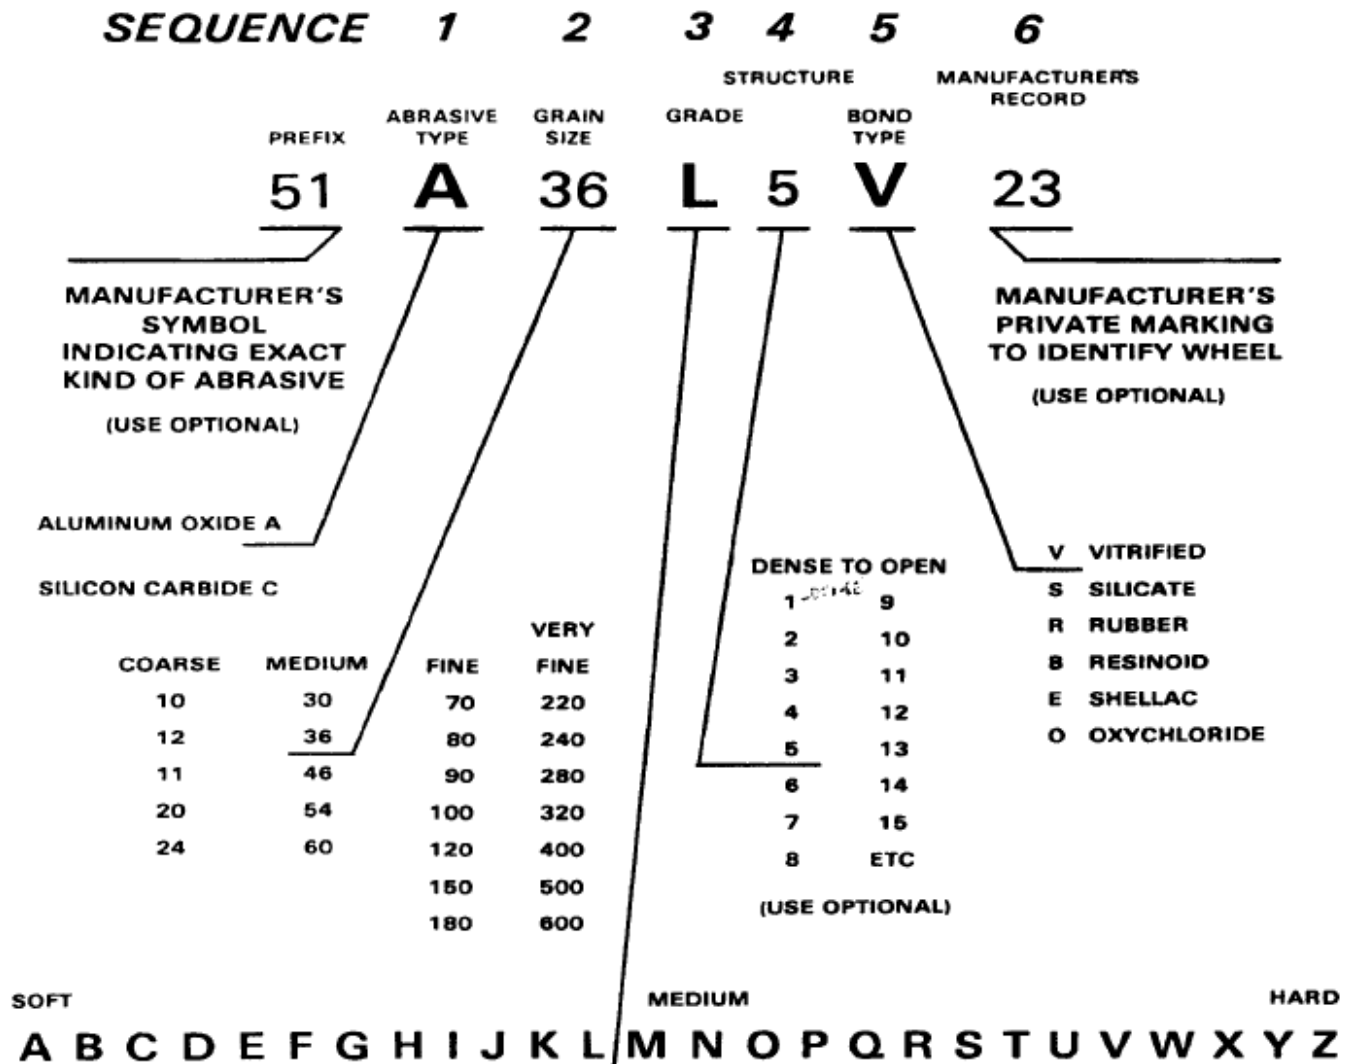 SEQUENCE 1 2 3 4 5 6
STRUCTURE MANUFACTURER'S
RECORD
PREFIX ABRASIVE TYPE GRAIN SIZE GRADE BOND TYPE
51 A 36 L 5 V 23
MANUFACTURER'S
SYMBOL
INDICATING EXACT
KIND OF ABRASIVE
(USE OPTIONAL)
MANUFACTURER'S
PRIVATE MARKING
TO IDENTIFY WHEEL
(USE OPTIONAL)
ALUMINUM OXIDE A
SILICON CARBIDE C
COARSE MEDIUM FINE VERY FINE
10 30 70 220
12 36 80 240
11 46 90 280
20 54 100 320
24 60 120 400
150 500
180 600
DENSE TO OPEN
1 9
2 10
3 11
4 12
5 13
6 14
7 15
8 ETC
(USE OPTIONAL)
V VITRIFIED
S SILICATE
R RUBBER
B RESINOID
E SHELLAC
O OXYCHLORIDE
SOFT MEDIUM HARD
A B C D E F G H I J K L M N O P Q R S T U V W X Y Z